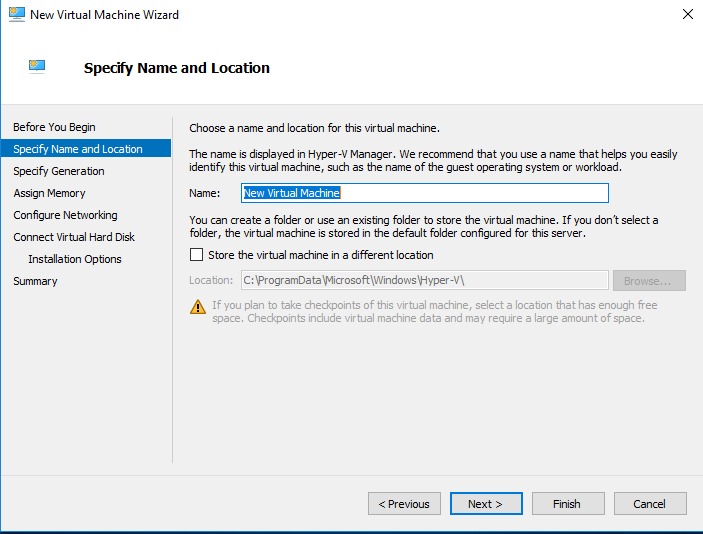 New Virtual Machine Wizard
Specify Name and Location
Before You Begin
Specify Name and Location
Specify Generation
Assign Memory
Configure Networking
Connect Virtual Hard Disk
Installation Options
Summary
Choose a name and location for this virtual machine.
The name is displayed in Hyper-V Manager. We recommend that you use a name that helps you easily
identify this virtual machine, such as the name of the guest operating system or workload.
Name: New Virtual Machine
You can create a folder or use an existing folder to store the virtual machine. If you don't select a
folder, the virtual machine is stored in the default folder configured for this server.
Store the virtual machine in a different location
Location: C:\ProgramData\Microsoft\Windows\Hyper-V\ Browse...
If you plan to take checkpoints of this virtual machine, select a location that has enough free
space. Checkpoints include virtual machine data and may require a large amount of space.
< Previous Next > Finish Cancel